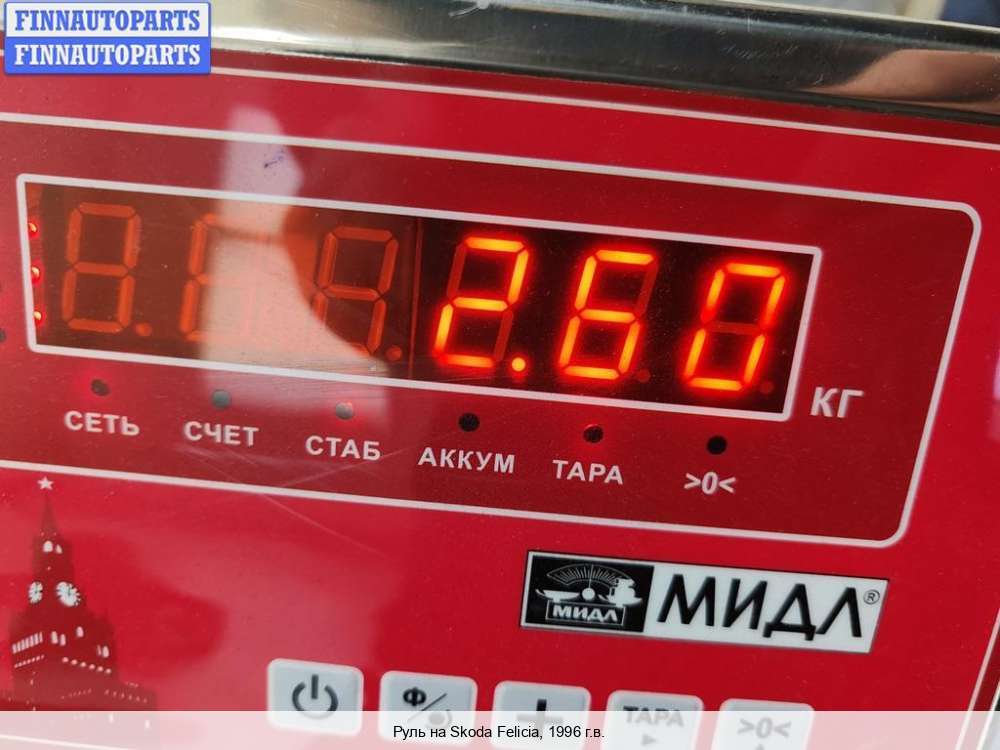 FINNAUTOPARTS
FINNAUTOPARTS
2.60
КГ
СЕТЬ СЧЕТ СТАБ АККУМ ТАРА >0<
МИДЛ МИДЛ®
Ф
ТАРА
>0<
Руль на Skoda Felicia, 1996 г.в.